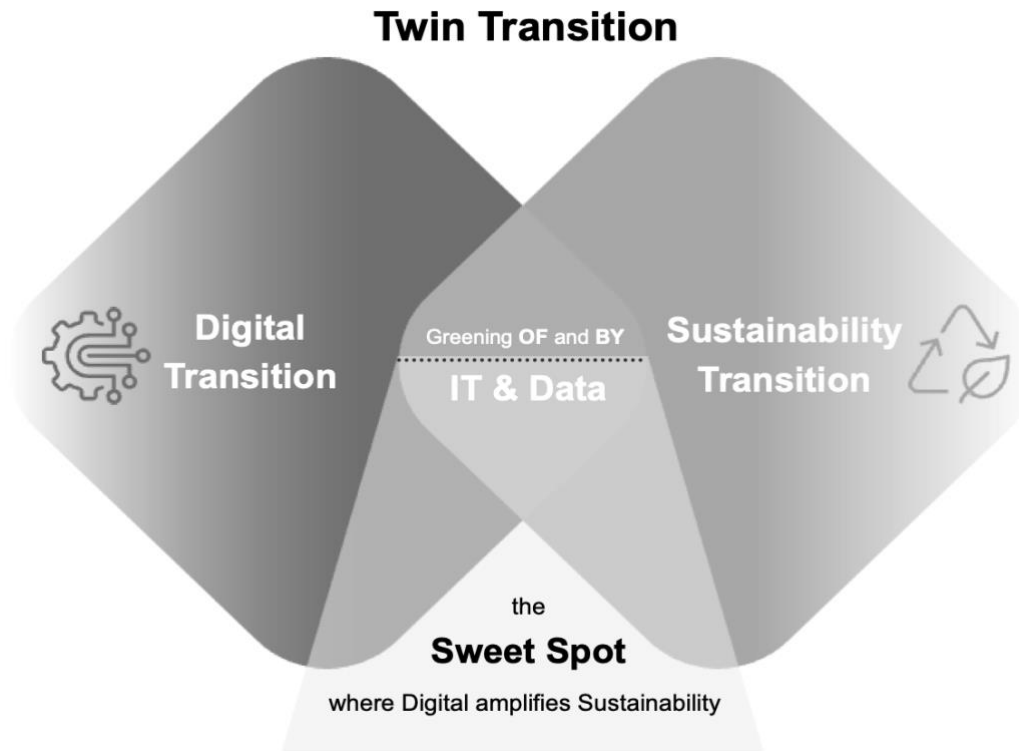 Twin Transition
Digital
Transition
Greening OF and BY
IT & Data
Sustainability
Transition
the
Sweet Spot
where Digital amplifies Sustainability